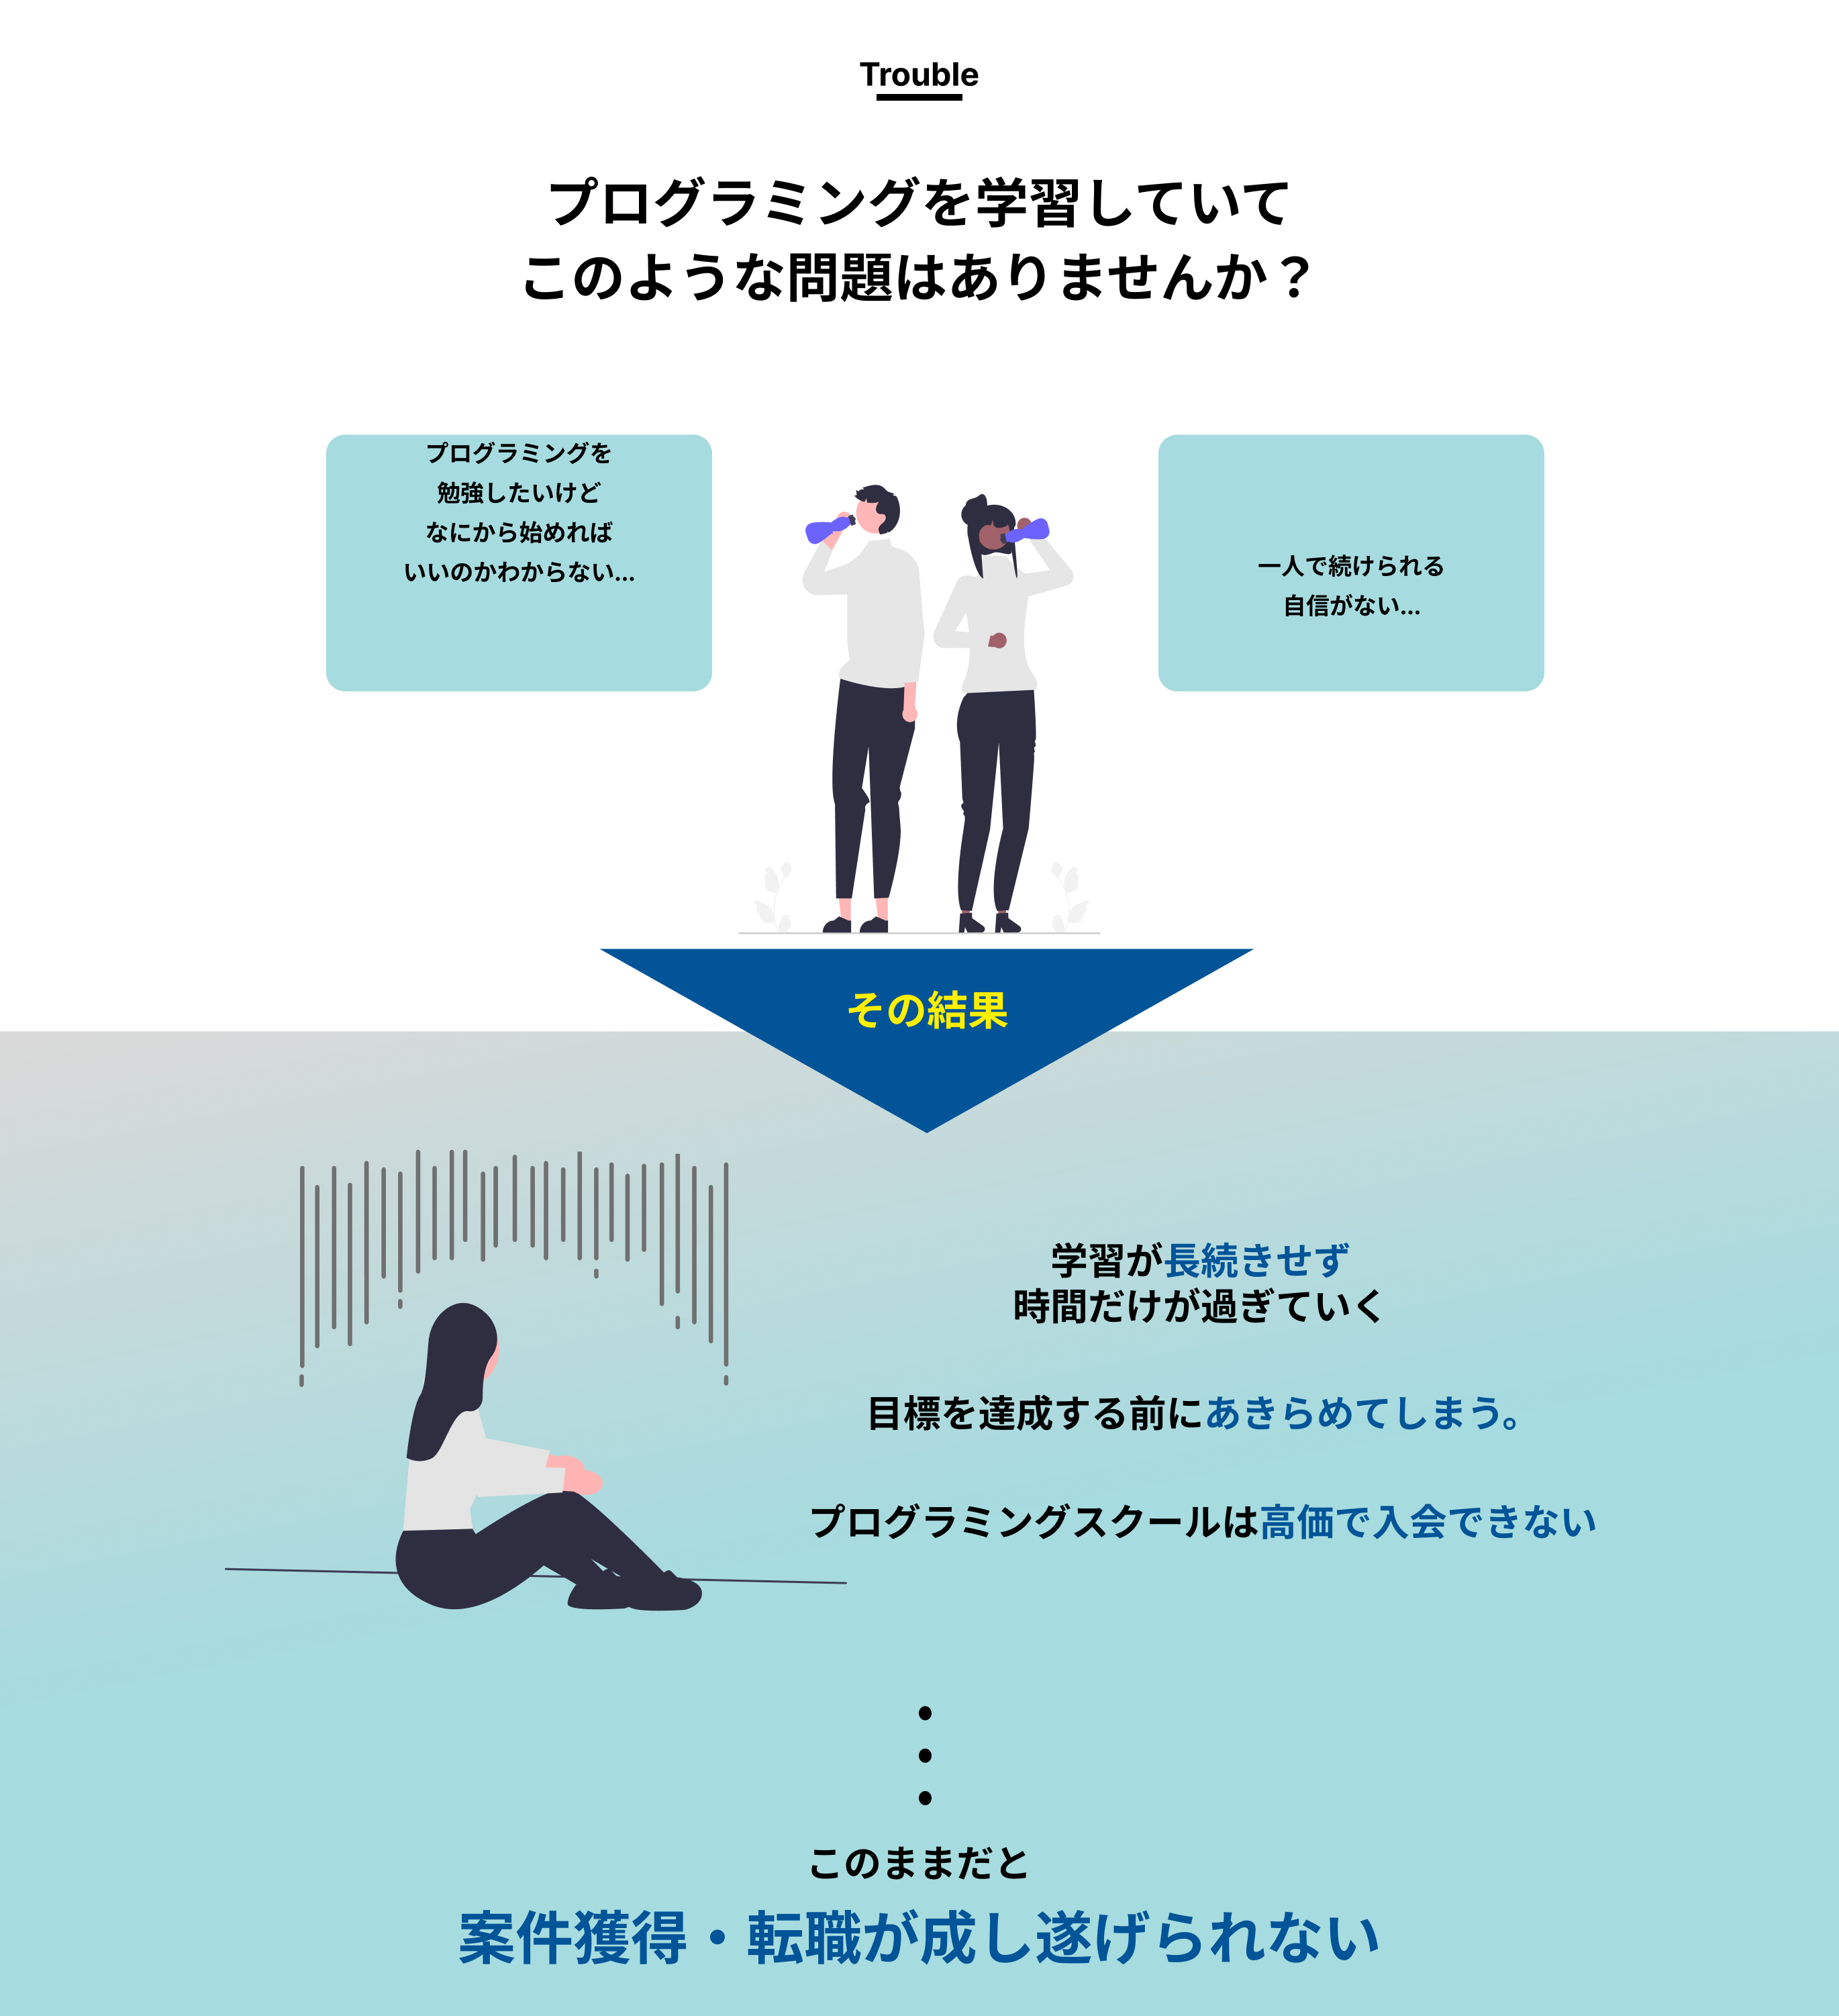 Trouble
プログラミングを学習していて
このような問題はありませんか？
プログラミングを
勉強したいけど
なにから始めれば
いいのかわからない...
一人で続けられる
自信がない...
その結果
学習が長続きせず
時間だけが過ぎていく
目標を達成する前にあきらめてしまう。
プログラミングスクールは高価で入会できない
このままだと
案件獲得・転職が成し遂げられない